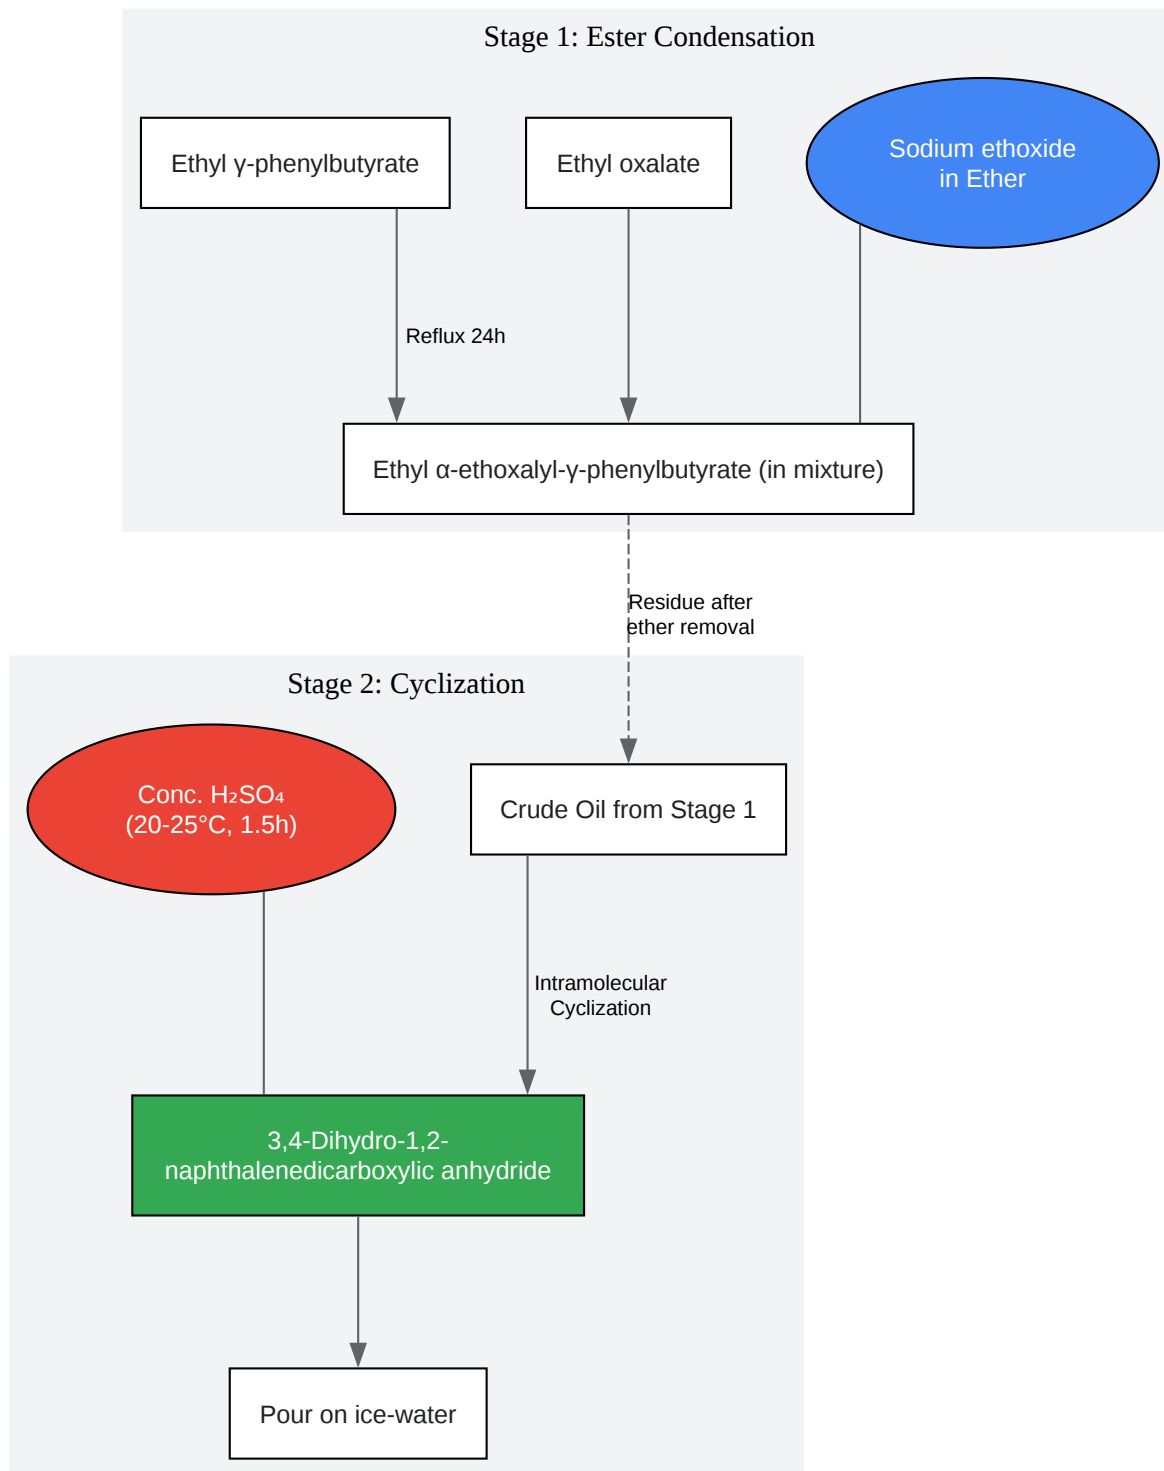 Stage 1: Ester Condensation
Ethyl γ-phenylbutyrate
Ethyl oxalate
Sodium ethoxide
in Ether
Reflux 24h
Ethyl α-ethoxalyl-γ-phenylbutyrate (in mixture)
Residue after
ether removal
Stage 2: Cyclization
Conc. H₂SO₄
(20-25°C, 1.5h)
Crude Oil from Stage 1
Intramolecular
Cyclization
3,4-Dihydro-1,2-
naphthalenedicarboxylic anhydride
Pour on ice-water